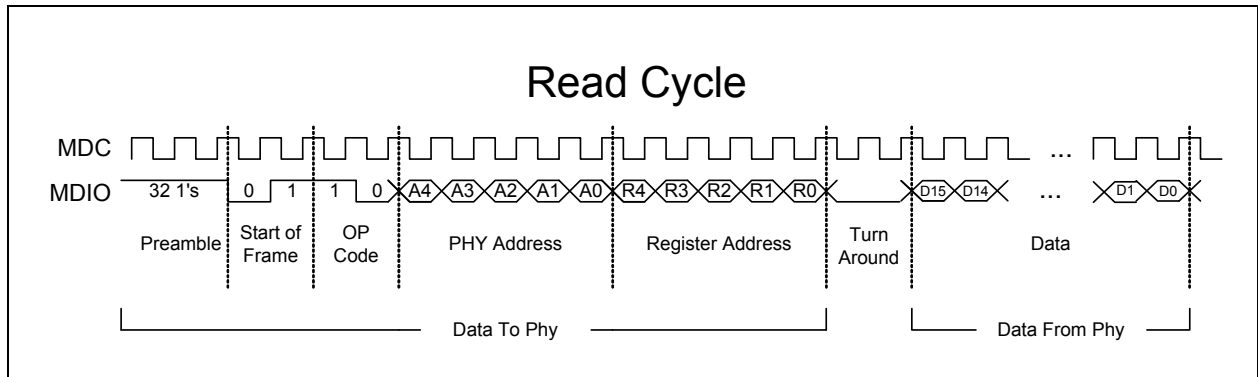 Read Cycle
MDC
...
MDIO
32 1's
0
1
1
0
A4
A3
A2
A1
A0
R4
R3
R2
R1
R0
D15
D14
...
D1
D0
Preamble
Start of
Frame
OP
Code
PHY Address
Register Address
Turn
Around
Data
Data To Phy
Data From Phy